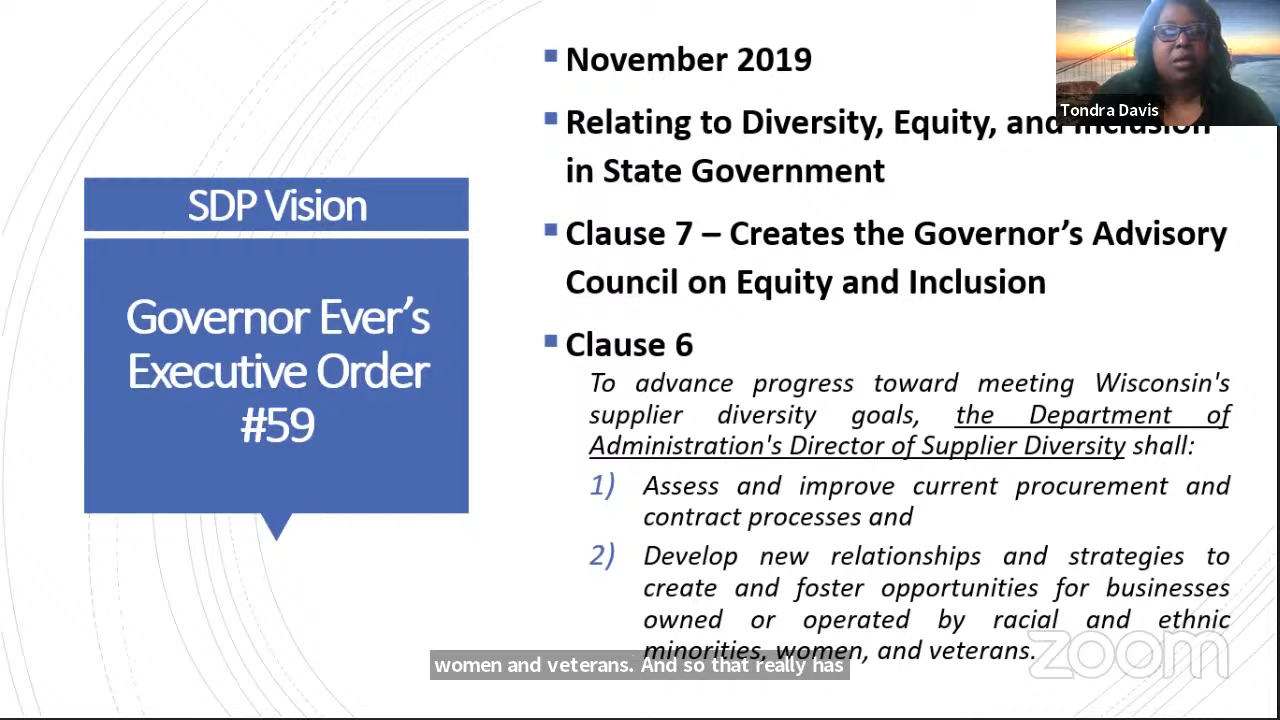 SDP Vision
Governor Ever's
Executive Order
#59
November 2019
Relating to Diversity, Equity, and Inclusion
in State Government
Clause 7 – Creates the Governor's Advisory
Council on Equity and Inclusion
Clause 6
To advance progress toward meeting Wisconsin's
supplier diversity goals, the Department of
Administration's Director of Supplier Diversity shall:
1) Assess and improve current procurement and
contract processes and
2) Develop new relationships and strategies to
create and foster opportunities for businesses
owned or operated by racial and ethnic
minorities, women, and veterans.
Tondra Davis
women and veterans. And so that really has
zoom